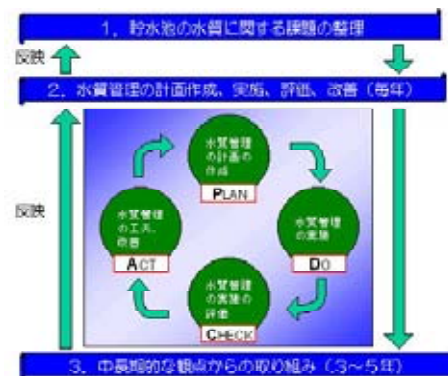 1. 貯水池の水質に関する課題の整理
反映
2. 水質管理の計画作成、実施、評価、改善（毎年）
水質管理
の計画の
作成
PLAN
水質管理
の工夫、
改善
ACT
水質管理
の実施
DO
反映
水質管理
の実施の
評価
CHECK
3. 中長期的な観点からの取り組み（3～5年）